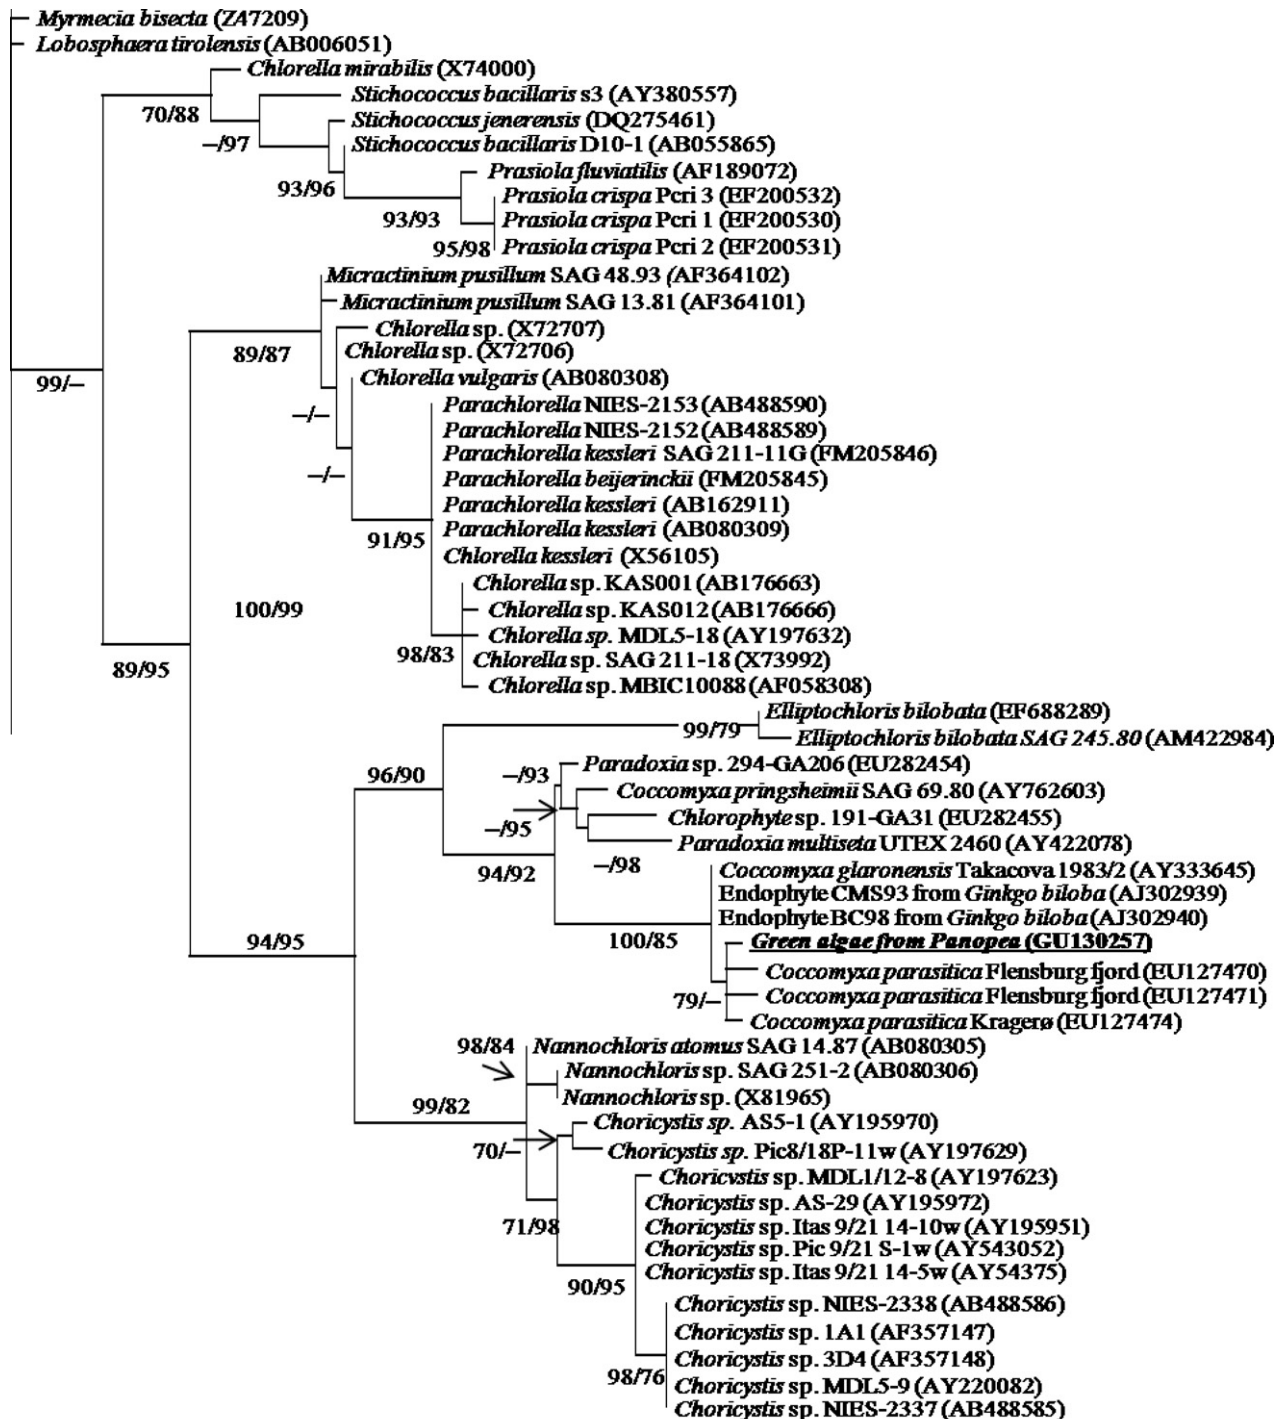 Myrmecia bisecta (Z47209)
Lobosphaera tirolensis (AB006051)
Chlorella mirabilis (X74000)
70/88
Stichococcus bacillaris s3 (AY380557)
Stichococcus jenerensis (DQ275461)
–/97
Stichococcus bacillaris D10-1 (AB055865)
Prasiola fluviatilis (AF189072)
93/96
Prasiola crispa Pcri 3 (EF200532)
93/93
Prasiola crispa Pcri 1 (EF200530)
95/98
Prasiola crispa Pcri 2 (EF200531)
Micractinium pusillum SAG 48.93 (AF364102)
Micractinium pusillum SAG 13.81 (AF364101)
Chlorella sp. (X72707)
89/87
Chlorella sp. (X72706)
99/–
Chlorella vulgaris (AB080308)
–/–
Parachlorella NIES-2153 (AB488590)
Parachlorella NIES-2152 (AB488589)
Parachlorella kessleri SAG 211-11G (FM205846)
–/–
Parachlorella beijerinckii (FM205845)
Parachlorella kessleri (AB162911)
Parachlorella kessleri (AB080309)
91/95
Chlorella kessleri (X56105)
Chlorella sp. KAS001 (AB176663)
100/99
Chlorella sp. KAS012 (AB176666)
Chlorella sp. MDL5-18 (AY197632)
98/83
Chlorella sp. SAG 211-18 (X73992)
89/95
Chlorella sp. MBIC10088 (AF058308)
Elliptochloris bilobata (EF688289)
99/79
Elliptochloris bilobata SAG 245.80 (AM422984)
Paradoxia sp. 294-GA206 (EU282454)
96/90
–/93
Coccomyxa pringsheimii SAG 69.80 (AY762603)
Chlorophyte sp. 191-GA31 (EU282455)
–/95
Paradoxia multiseta UTEX 2460 (AY422078)
–/98
94/92
Coccomyxa glaronensis Takacova 1983/2 (AY333645)
Endophyte CMS93 from Ginkgo biloba (AJ302939)
Endophyte BC98 from Ginkgo biloba (AJ302940)
94/95
100/85
Green algae from Panopea (GU130257)
Coccomyxa parasitica Flensburg fjord (EU127470)
Coccomyxa parasitica Flensburg fjord (EU127471)
79/–
Coccomyxa parasitica Kragerø (EU127474)
98/84
Nannochloris atomus SAG 14.87 (AB080305)
Nannochloris sp. SAG 251-2 (AB080306)
Nannochloris sp. (X81965)
99/82
Choricystis sp. AS5-1 (AY195970)
70/–
Choricystis sp. Pic8/18P-11w (AY197629)
Choricystis sp. MDL1/12-8 (AY197623)
Choricystis sp. AS-29 (AY195972)
71/98
Choricystis sp. Itas 9/21 14-10w (AY195951)
Choricystis sp. Pic 9/21 S-1w (AY543052)
Choricystis sp. Itas 9/21 14-5w (AY54375)
90/95
Choricystis sp. NIES-2338 (AB488586)
Choricystis sp. 1A1 (AF357147)
Choricystis sp. 3D4 (AF357148)
98/76
Choricystis sp. MDL5-9 (AY220082)
Choricystis sp. NIES-2337 (AB488585)